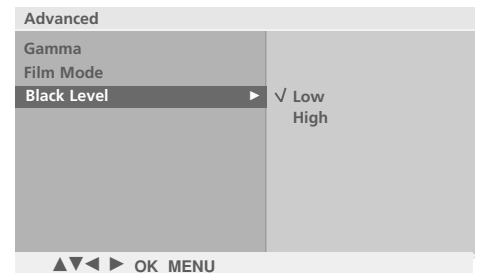 Advanced
Gamma
Film Mode
Black Level ► √ Low
High
▲▼◄ ► OK MENU